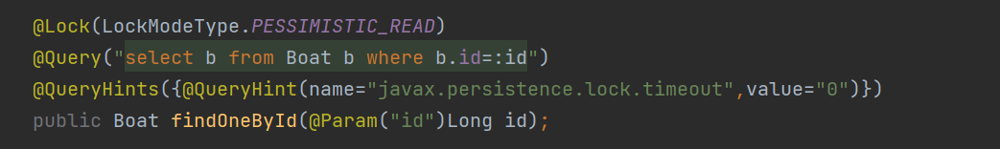 @Lock(LockModeType.PESSIMISTIC_READ)
@Query("select b from Boat b where b.id=:id")
@QueryHints({@QueryHint(name="javax.persistence.lock.timeout",value="0")})
public Boat findOneById(@Param("id")Long id);